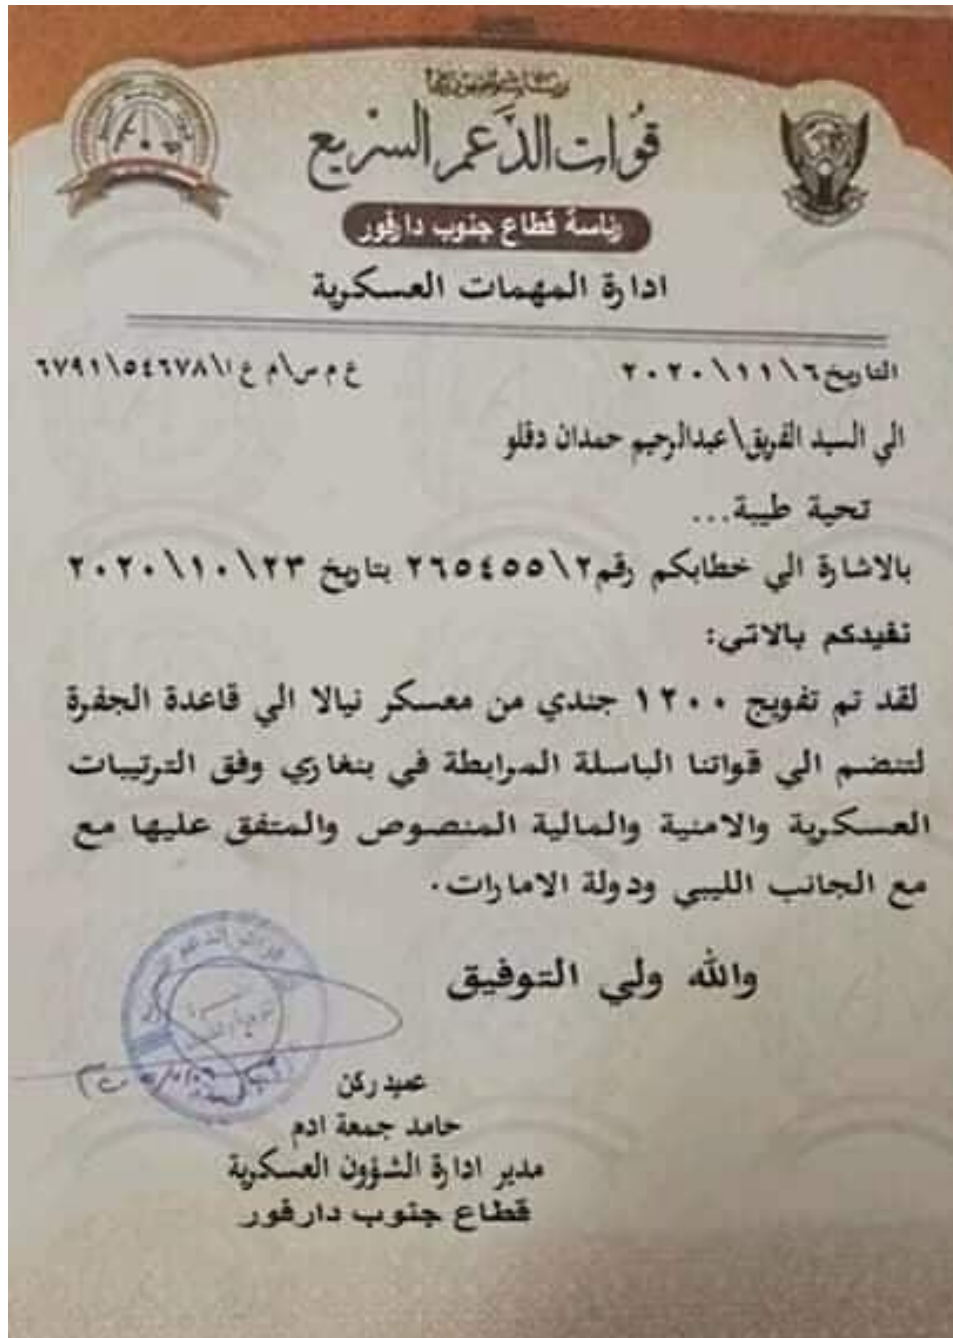 قوات الدعم السريع
رئاسة قطاع جنوب دارفور
ادارة المهمات العسكرية
التاريخ ٦\١١\٢٠٢٠
ع م س\ام ع ا\٥٤٦٧٨\٦٧٩١
الي السيد الفريق\عبدالرحيم حمدان دقلو
تحية طيبة...
بالاشارة الي خطابكم رقم ٢\٢٦٥٤٥٥ بتاريخ ٢٣\١٠\٢٠٢٠
نفيدكم بالاتي:
لقد تم تفويج ١٢٠٠ جندي من معسكر نيالا الي قاعدة الجفرة
لتنضم الي قواتنا الباسلة المرابطة في بنغازي وفق الترتيبات
العسكرية والامنية والمالية المنصوص والمتفق عليها مع
مع الجانب الليبي ودولة الامارات.
والله ولي التوفيق
عميد ركن
حامد جمعة ادم
مدير ادارة الشؤون العسكرية
قطاع جنوب دارفور